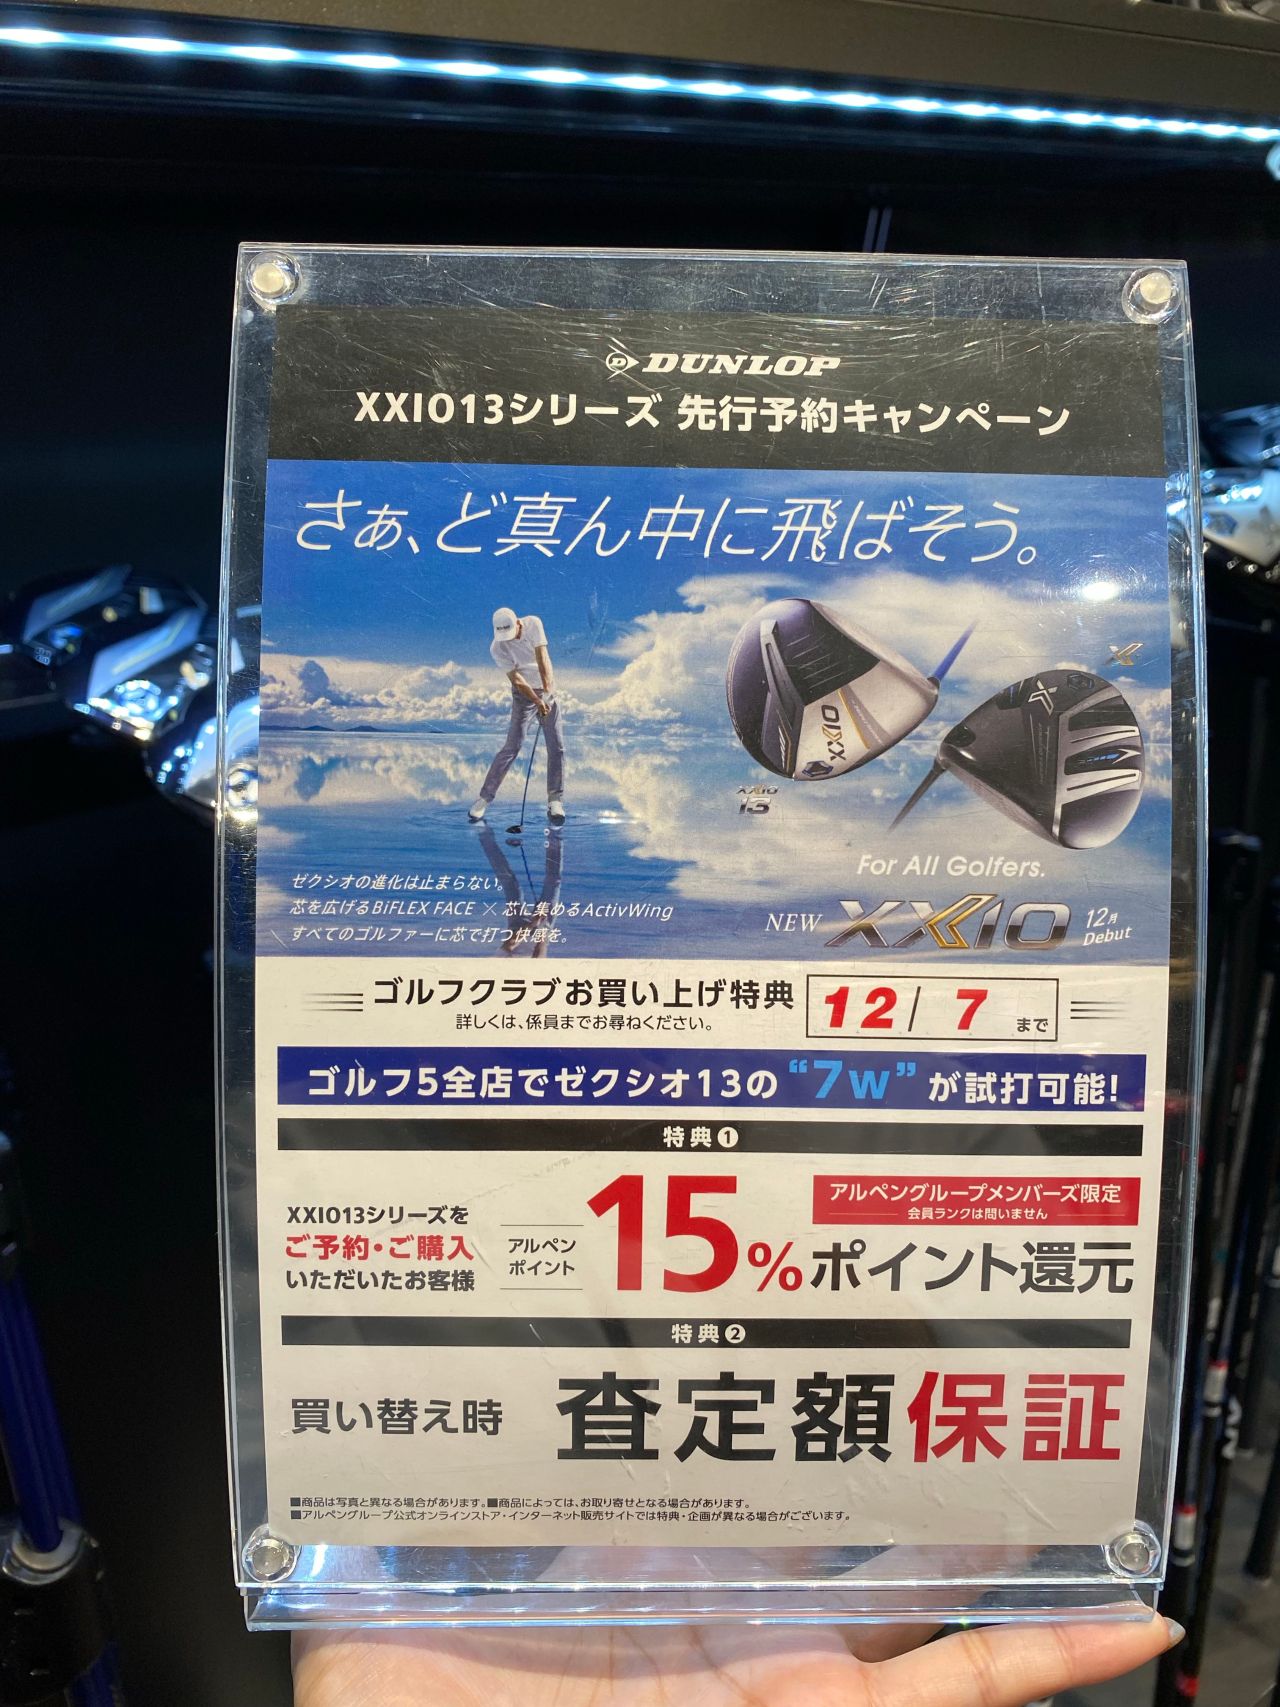 DUNLOP
XXIO13シリーズ 先行予約キャンペーン
さぁ、ど真ん中に飛ばそう。
XXIO
XXIO
13
For All Golfers.
ゼクシオの進化は止まらない。
芯を広げるBiFLEX FACE × 芯に集めるActivWing
すべてのゴルファーに芯で打つ快感を。
NEW XXIO 12月 Debut
ゴルフクラブお買い上げ特典 12/ 7 まで
詳しくは、係員までお尋ねください。
ゴルフ5全店でゼクシオ13の“7w”が試打可能!
特典❶
アルペングループメンバーズ限定
会員ランクは問いません
XXIO13シリーズを
ご予約・ご購入
いただいたお客様
アルペン
ポイント
15%ポイント還元
特典❷
買い替え時 査定額保証
■商品は写真と異なる場合があります。■商品によっては、お取り寄せとなる場合があります。
■アルペングループ公式オンラインストア・インターネット販売サイトでは特典・企画が異なる場合がございます。